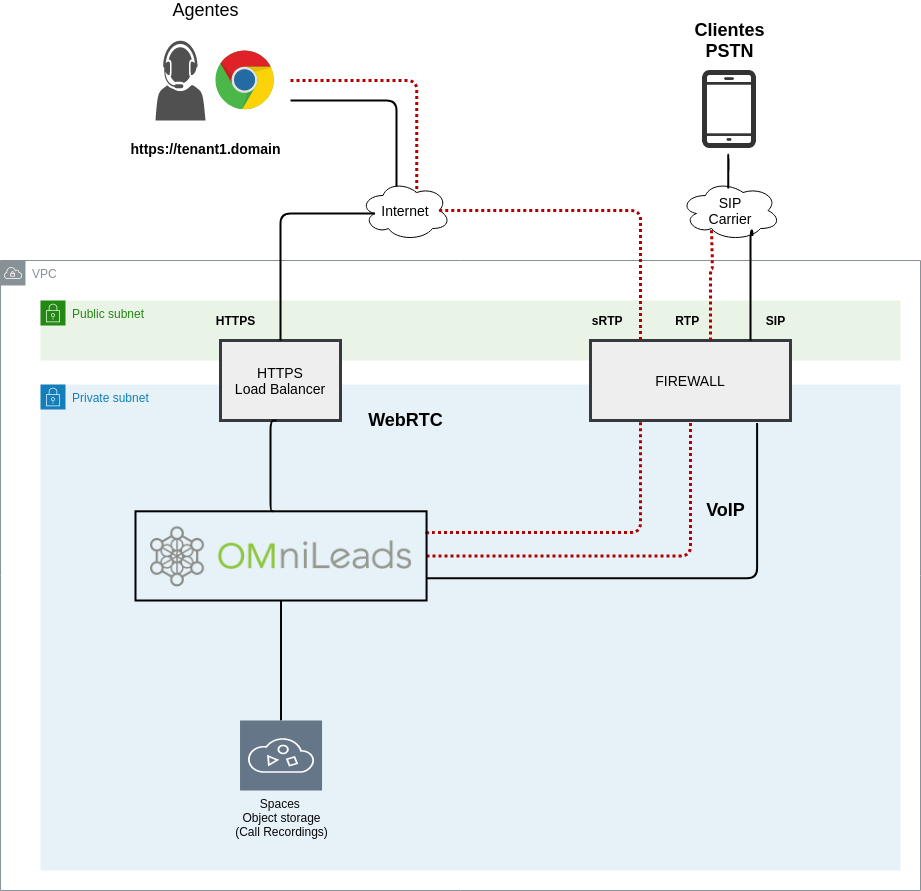 Agentes
Clientes
PSTN
https://tenant1.domain
Internet
SIP
Carrier
VPC
Public subnet
HTTPS
sRTP
RTP
SIP
HTTPS
Load Balancer
FIREWALL
Private subnet
WebRTC
VoIP
OMniLeads
Spaces
Object storage
(Call Recordings)